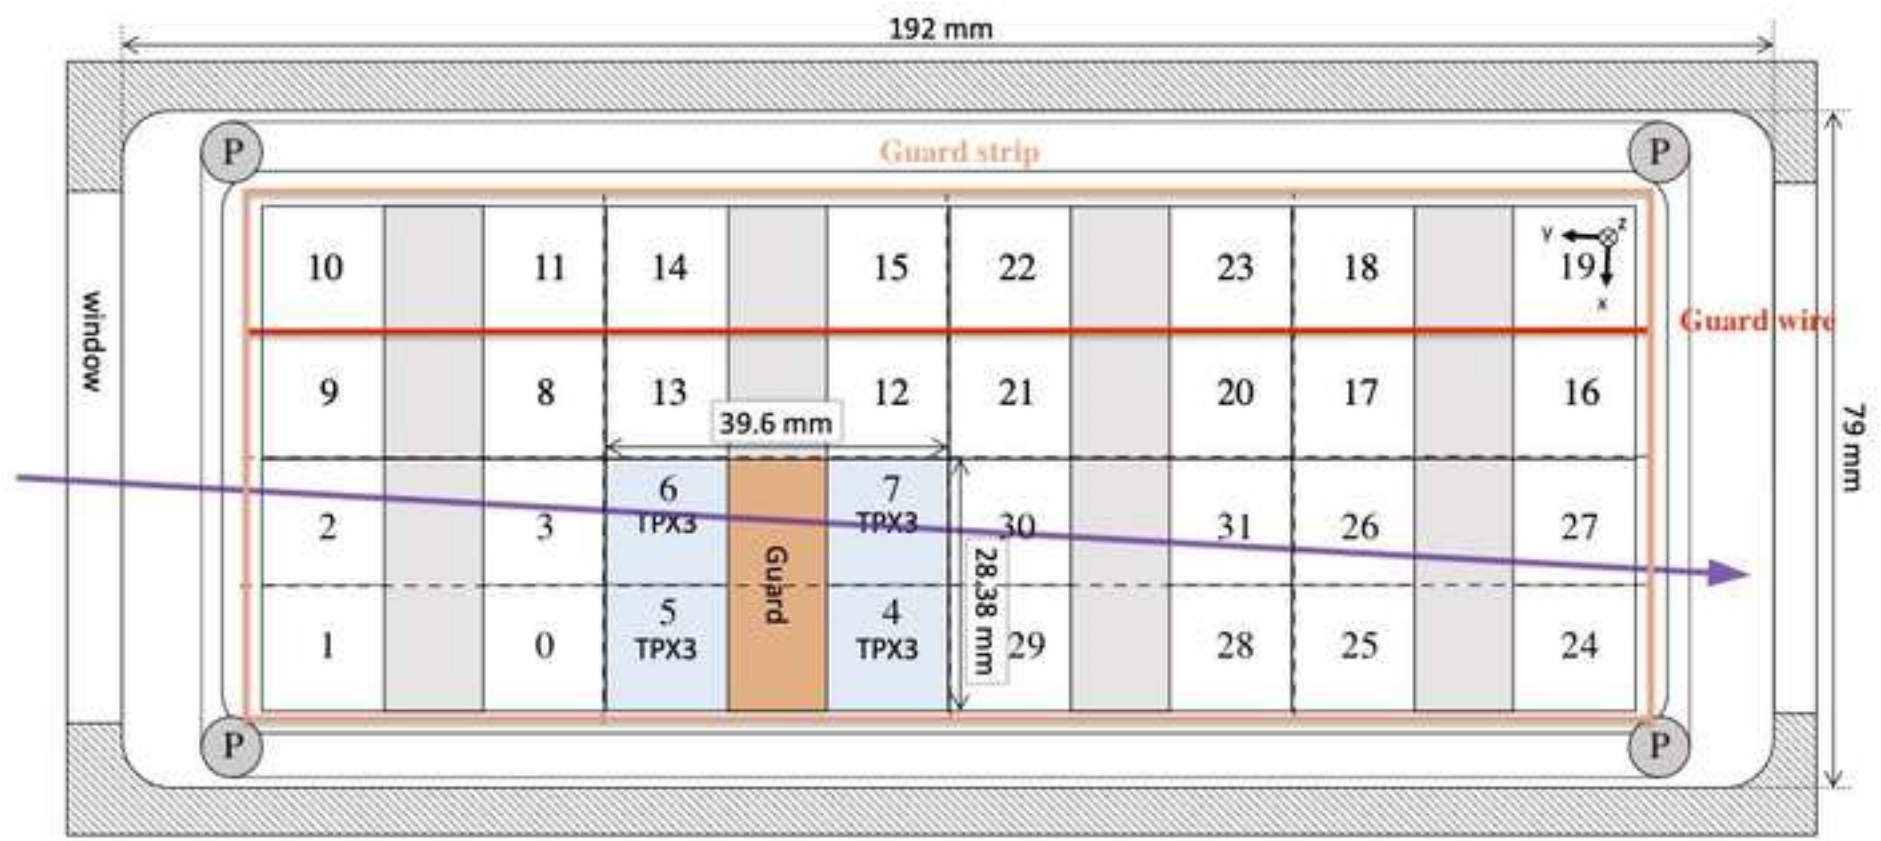 192 mm
P
Guard strip
P
10 11 14 15 22 23 18 19
y z
x
window
Guard wire
9 8 13 12 21 20 17 16
39.6 mm
79 mm
2 3 6 7 30 31 26 27
TPX3 TPX3
Guard
28.38 mm
1 0 5 4 29 28 25 24
TPX3 TPX3
P
P